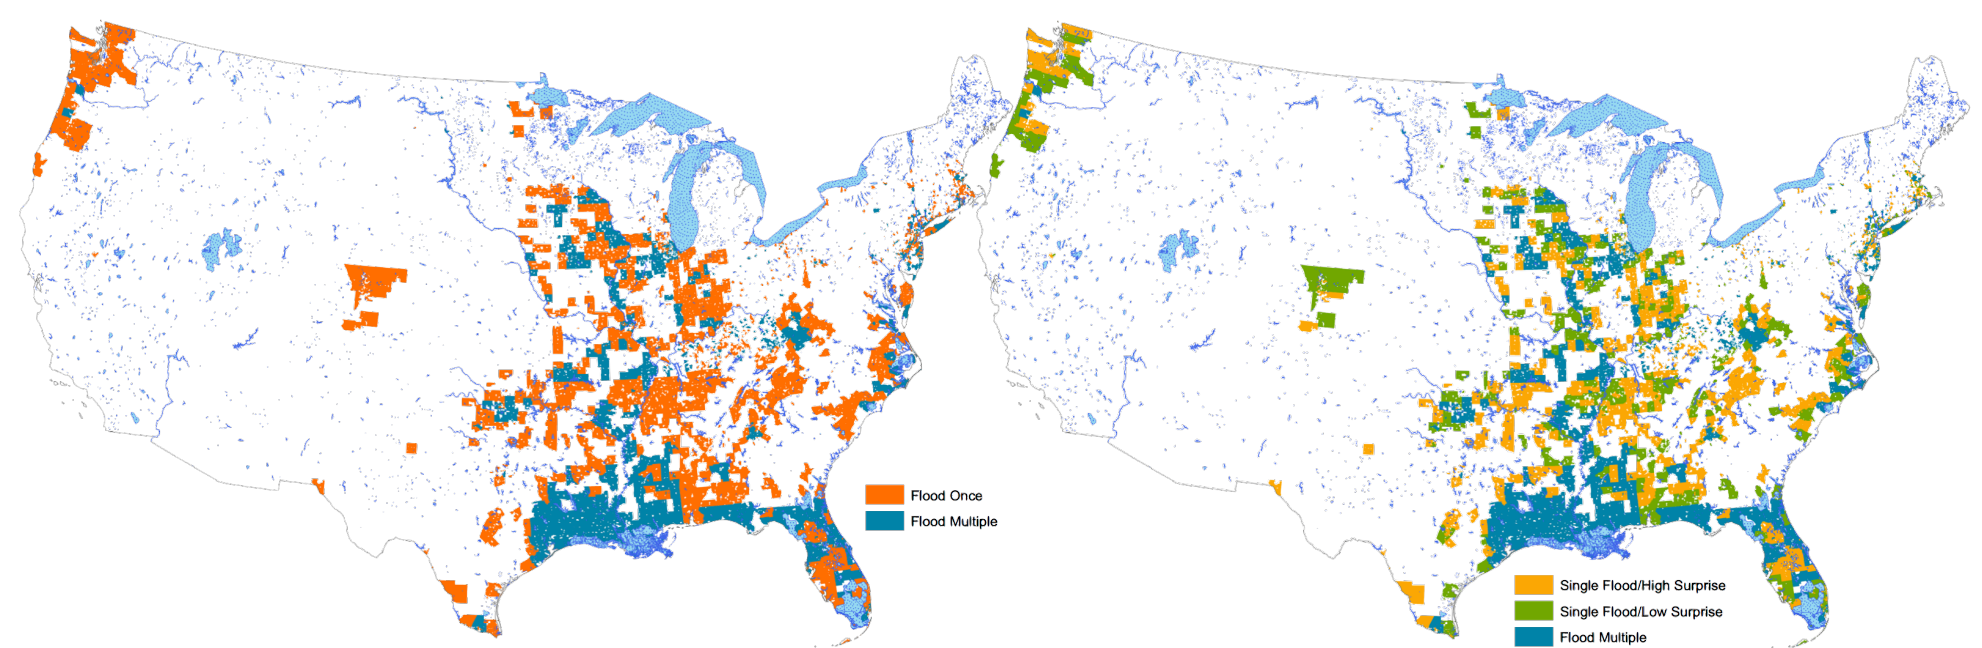 Flood Once
Flood Multiple
Single Flood/High Surprise
Single Flood/Low Surprise
Flood Multiple